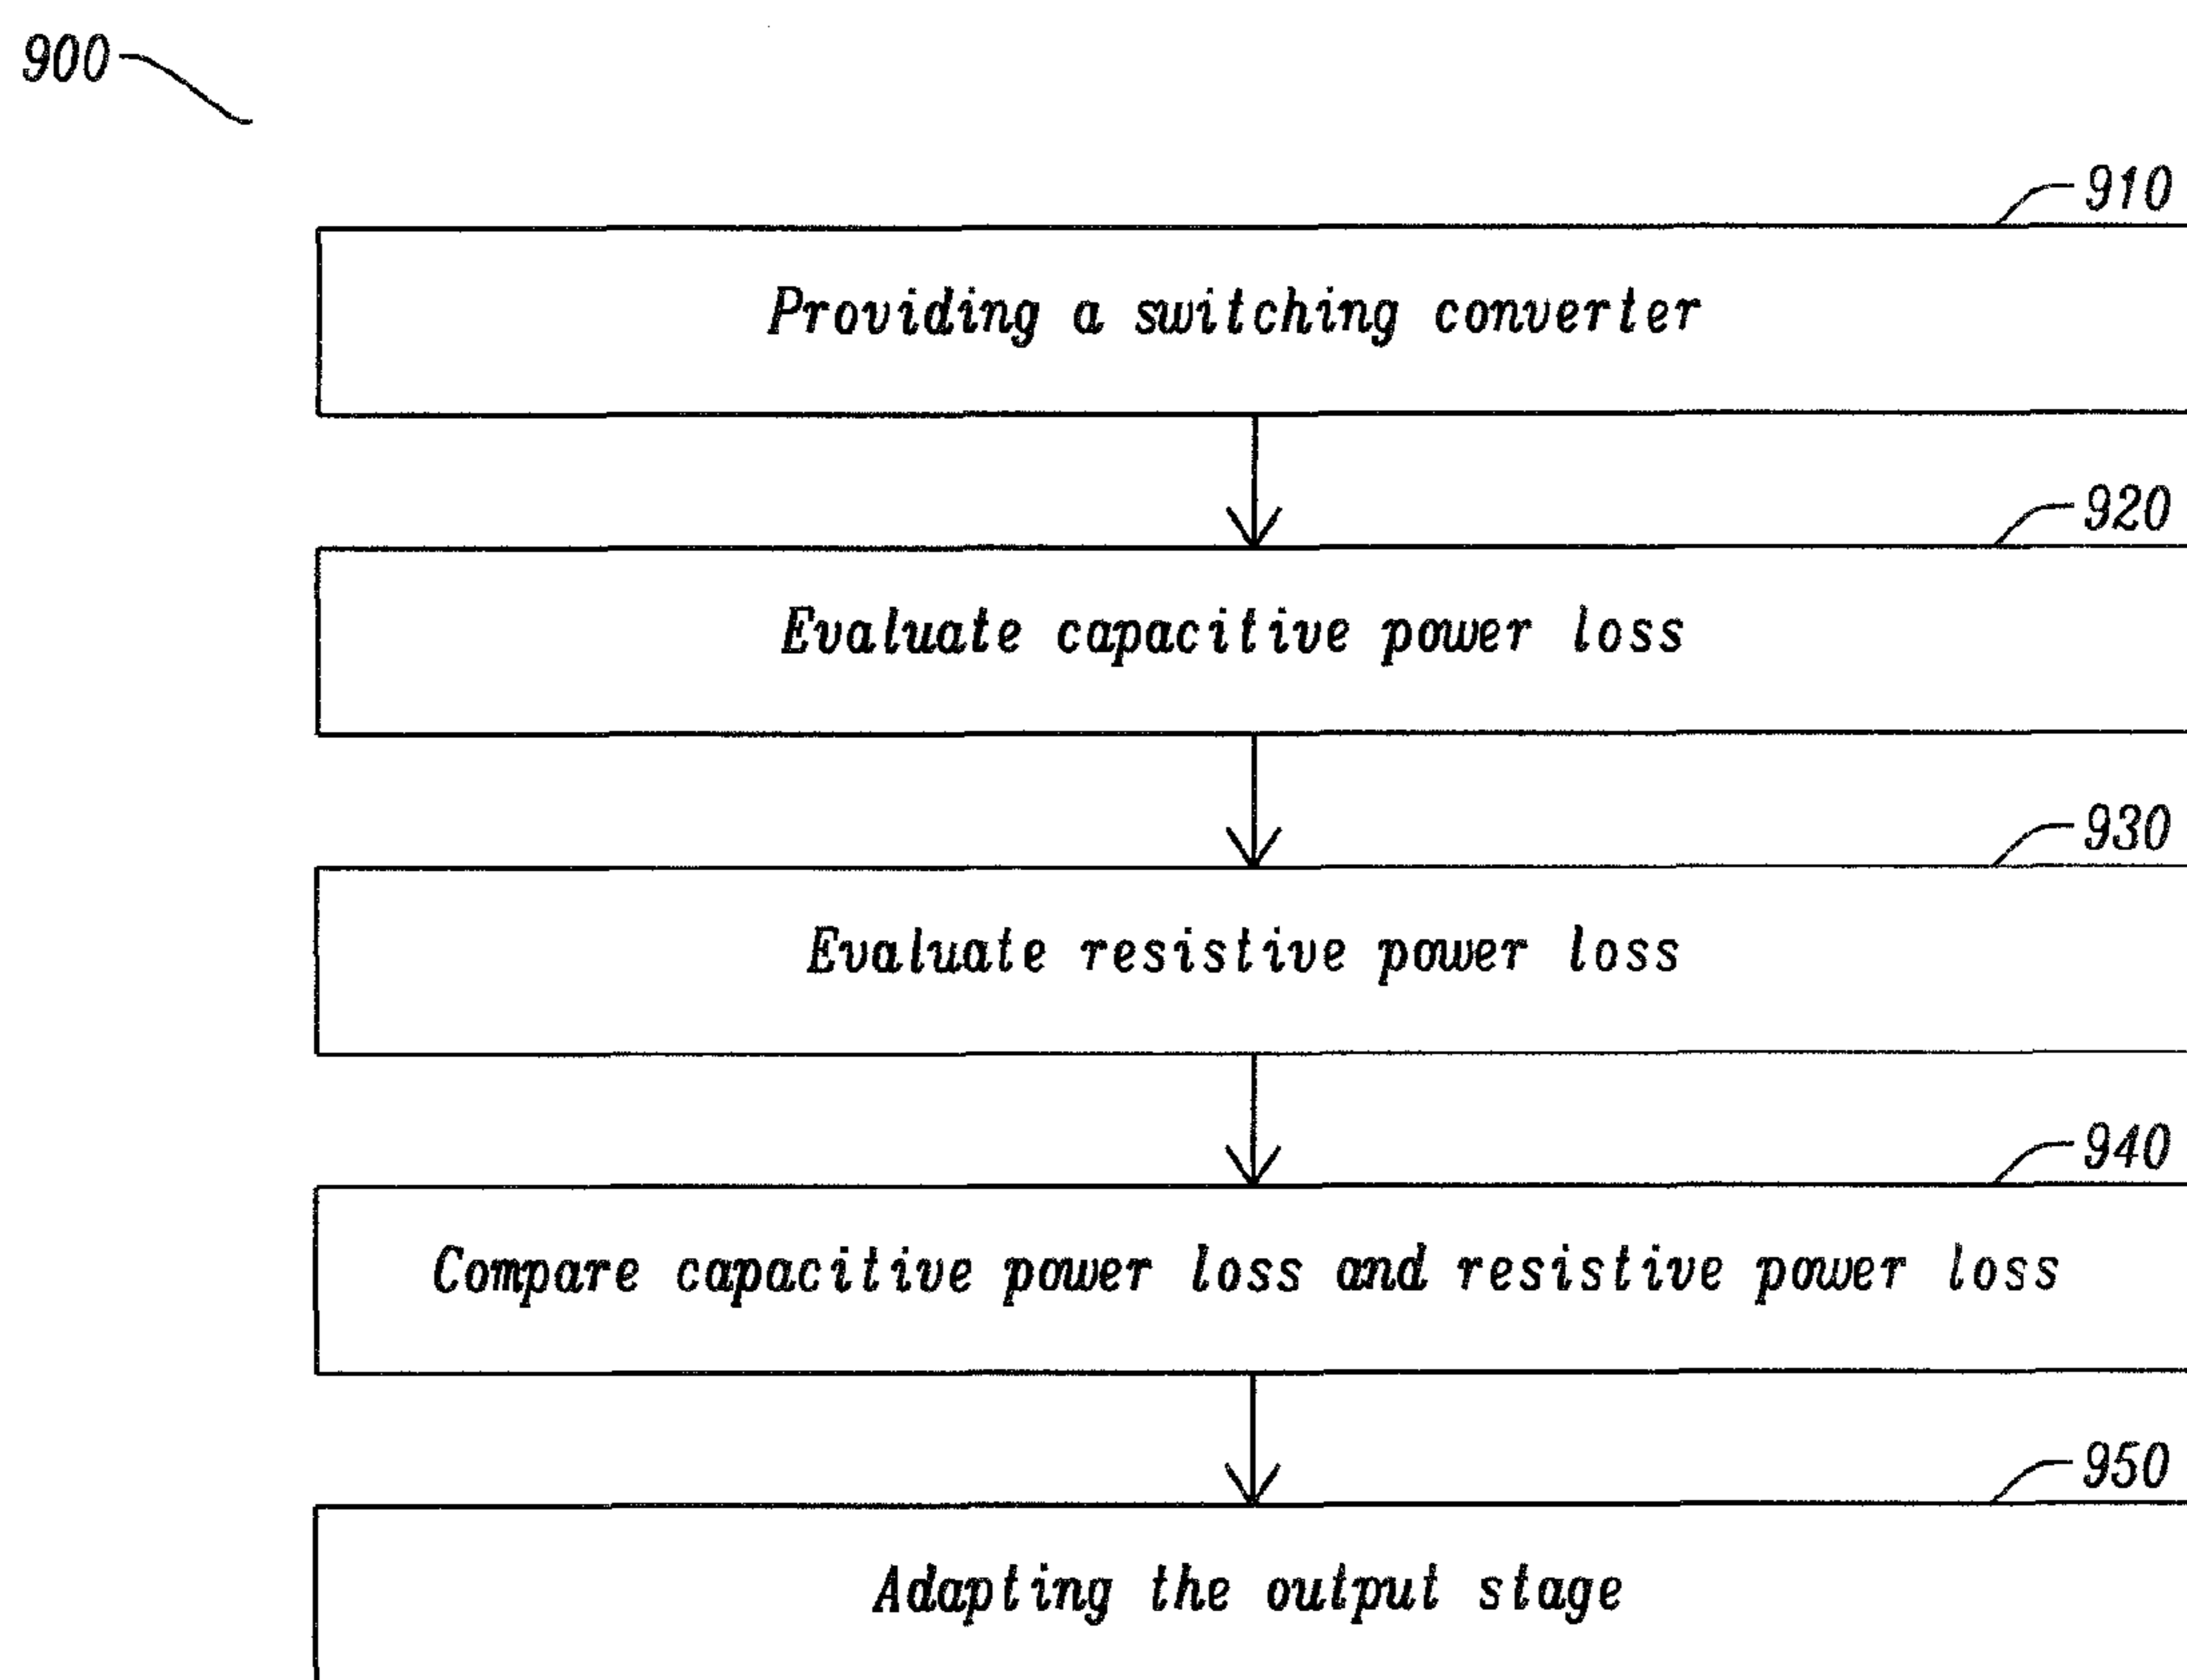 900
910
Providing a switching converter
920
Evaluate capacitive power loss
930
Evaluate resistive power loss
940
Compare capacitive power loss and resistive power loss
950
Adapting the output stage